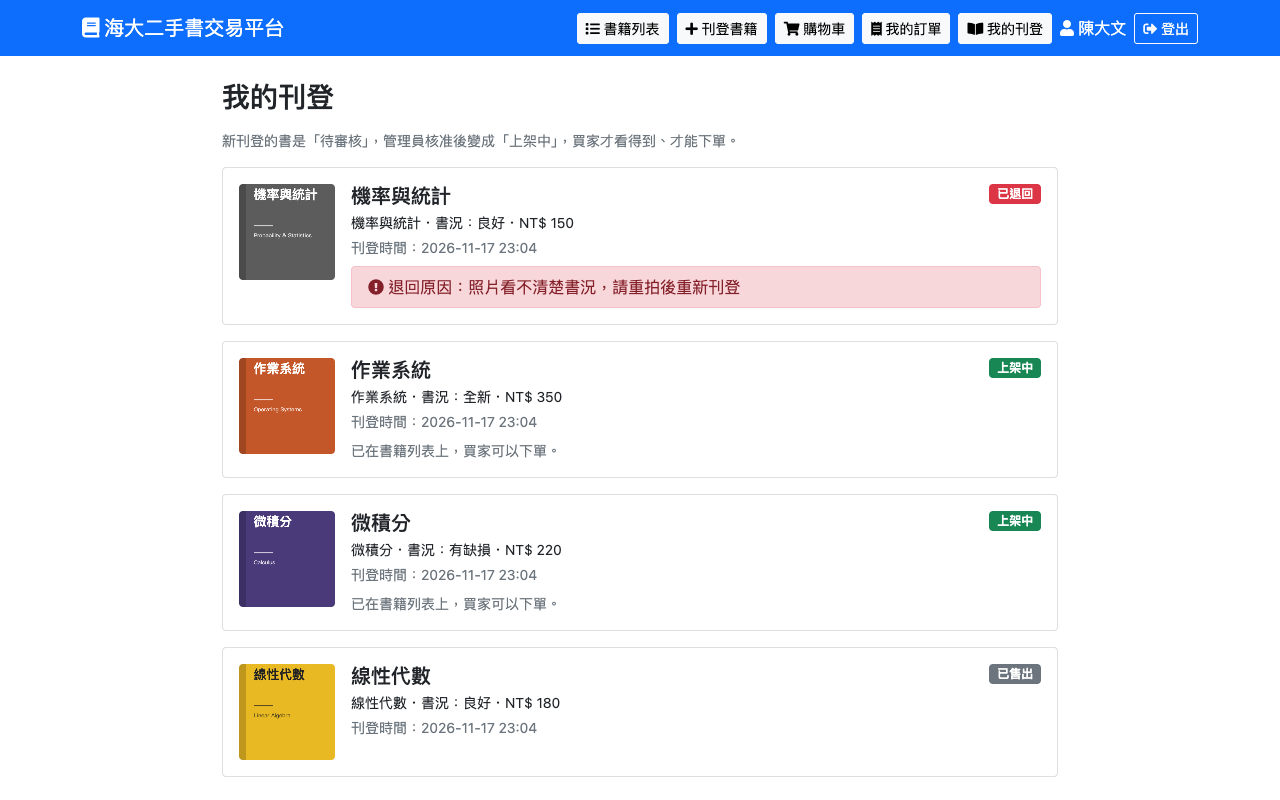 海大二手書交易平台
書籍列表 刊登書籍 購物車 我的訂單 我的刊登 陳大文 登出
我的刊登
新刊登的書是「待審核」，管理員核准後變成「上架中」，買家才看得到、才能下單。
機率與統計
Probability & Statistics
機率與統計
已退回
機率與統計・書況：良好・NT$ 150
刊登時間：2026-11-17 23:04
退回原因：照片看不清楚書況，請重拍後重新刊登
作業系統
Operating Systems
作業系統
上架中
作業系統・書況：全新・NT$ 350
刊登時間：2026-11-17 23:04
已在書籍列表上，買家可以下單。
微積分
Calculus
微積分
上架中
微積分・書況：有缺損・NT$ 220
刊登時間：2026-11-17 23:04
已在書籍列表上，買家可以下單。
線性代數
Linear Algebra
線性代數
已售出
線性代數・書況：良好・NT$ 180
刊登時間：2026-11-17 23:04